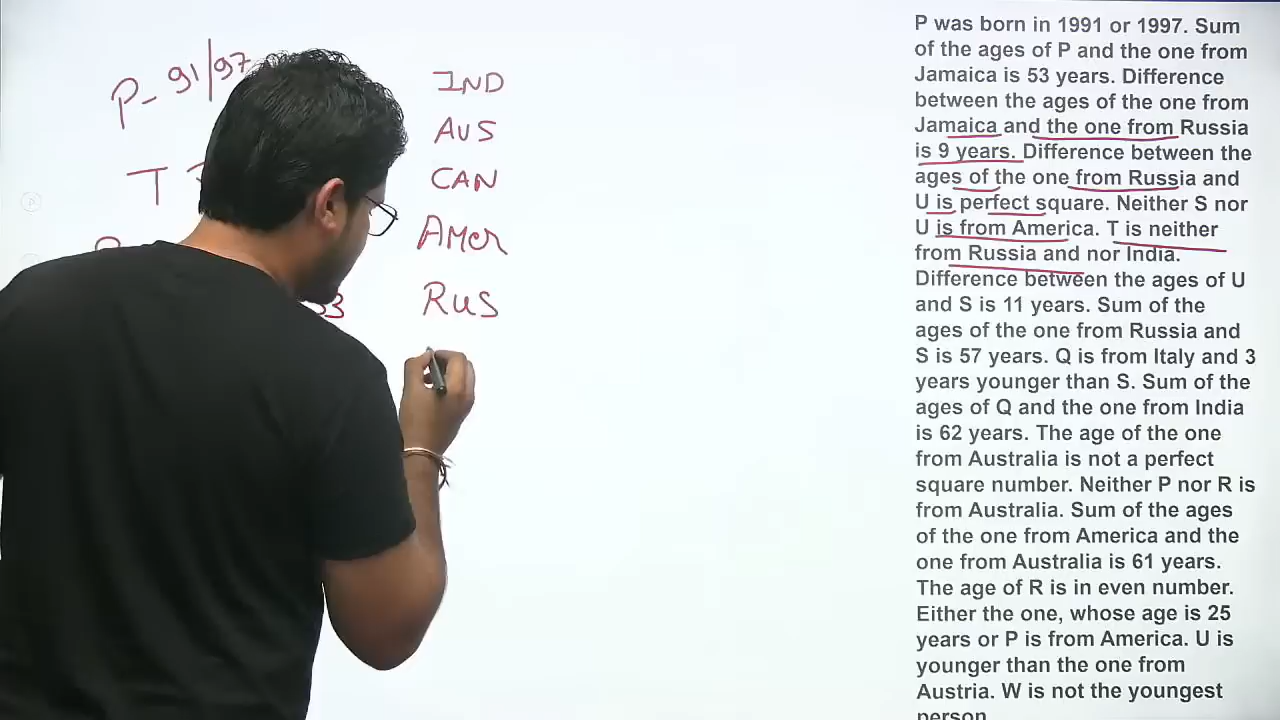 P was born in 1991 or 1997. Sum
of the ages of P and the one from
Jamaica is 53 years. Difference
between the ages of the one from
Jamaica and the one from Russia
is 9 years. Difference between the
ages of the one from Russia and
U is perfect square. Neither S nor
U is from America. T is neither
from Russia and nor India.
Difference between the ages of U
and S is 11 years. Sum of the
ages of the one from Russia and
S is 57 years. Q is from Italy and 3
years younger than S. Sum of the
ages of Q and the one from India
is 62 years. The age of the one
from Australia is not a perfect
square number. Neither P nor R is
from Australia. Sum of the ages
of the one from America and the
one from Australia is 61 years.
The age of R is in even number.
Either the one, whose age is 25
years or P is from America. U is
younger than the one from
Austria. W is not the youngest
person
P- 91/97
T
33
IND
AUS
CAN
Amer
RUS